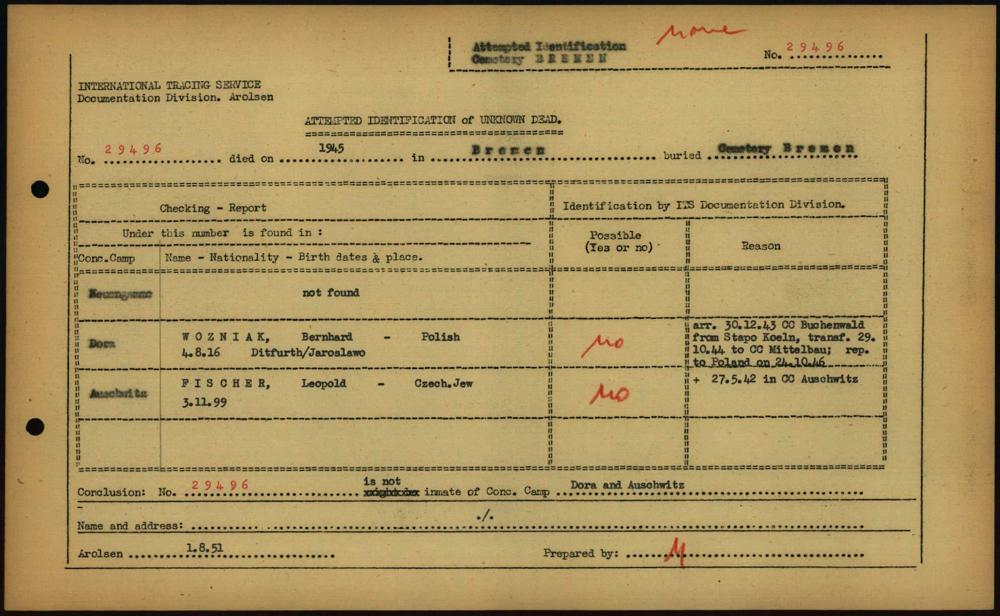 none
Attempted Identification
Cemetery BREMEN
No. 29496
INTERNATIONAL TRACING SERVICE
Documentation Division. Arolsen
ATTEMPTED IDENTIFICATION of UNKNOWN DEAD.
No. 29496 died on 1945 in Bremen buried Cemetery Bremen
Checking - Report
Identification by ITS Documentation Division.
Under this number is found in :
Possible
(Yes or no)
Reason
Conc.Camp
Name - Nationality - Birth dates & place.
Neuengamme
not found
Dora
WOZNIAK, Bernhard - Polish
4.8.16 Ditfurth/Jaroslawo
No
arr. 30.12.43 CC Buchenwald
from Stapo Koeln, transf. 29.
10.44 to CC Mittelbau; rep.
to Poland on 24.10.46
Auschwitz
FISCHER, Leopold - Czech.Jew
3.11.99
No
+ 27.5.42 in CC Auschwitz
is not
Conclusion: No. 29496 inmate of Conc. Camp Dora and Auschwitz
Name and address: ./.
Arolsen 1.8.51 Prepared by: